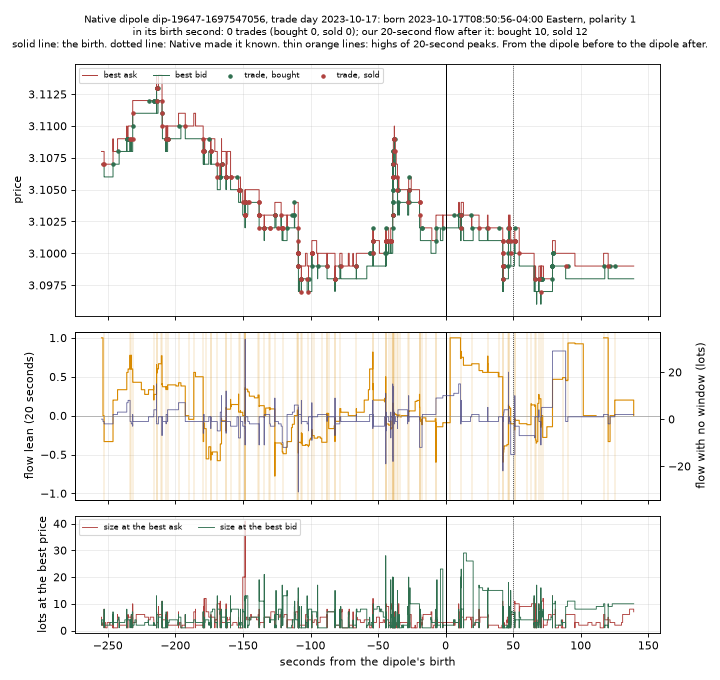 Native dipole dip-19647-1697547056, trade day 2023-10-17: born 2023-10-17T08:50:56-04:00 Eastern, polarity 1
in its birth second: 0 trades (bought 0, sold 0); our 20-second flow after it: bought 10, sold 12
solid line: the birth. dotted line: Native made it known. thin orange lines: highs of 20-second peaks. From the dipole before to the dipole after.
best ask best bid trade, bought trade, sold
3.1125
3.1100
3.1075
3.1050
3.1025
3.1000
3.0975
price
1.0
0.5
0.0
−0.5
−1.0
flow lean (20 seconds)
20
0
−20
flow with no window (lots)
size at the best ask size at the best bid
40
30
20
10
0
lots at the best price
−250 −200 −150 −100 −50 0 50 100 150
seconds from the dipole's birth